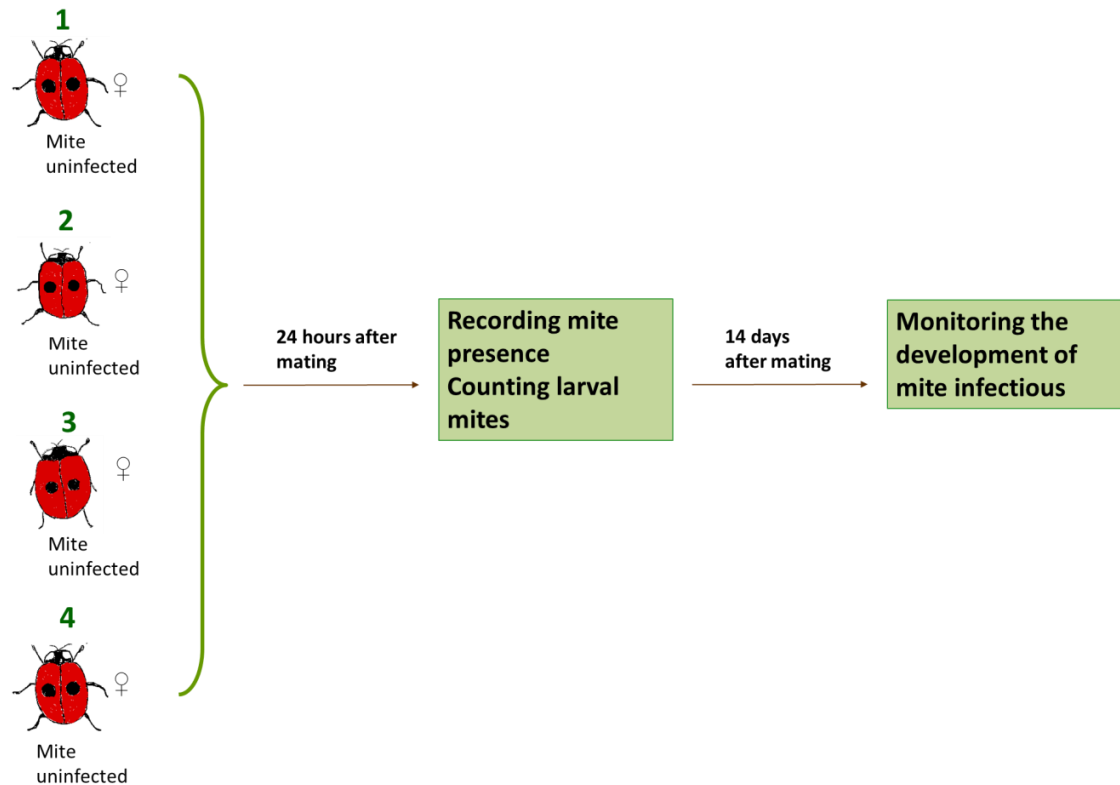 1
♀
Mite
uninfected
2
♀
Mite
uninfected
3
♀
Mite
uninfected
4
♀
Mite
uninfected
24 hours after
mating
Recording mite
presence
Counting larval
mites
14 days
after mating
Monitoring the
development of
mite infectious